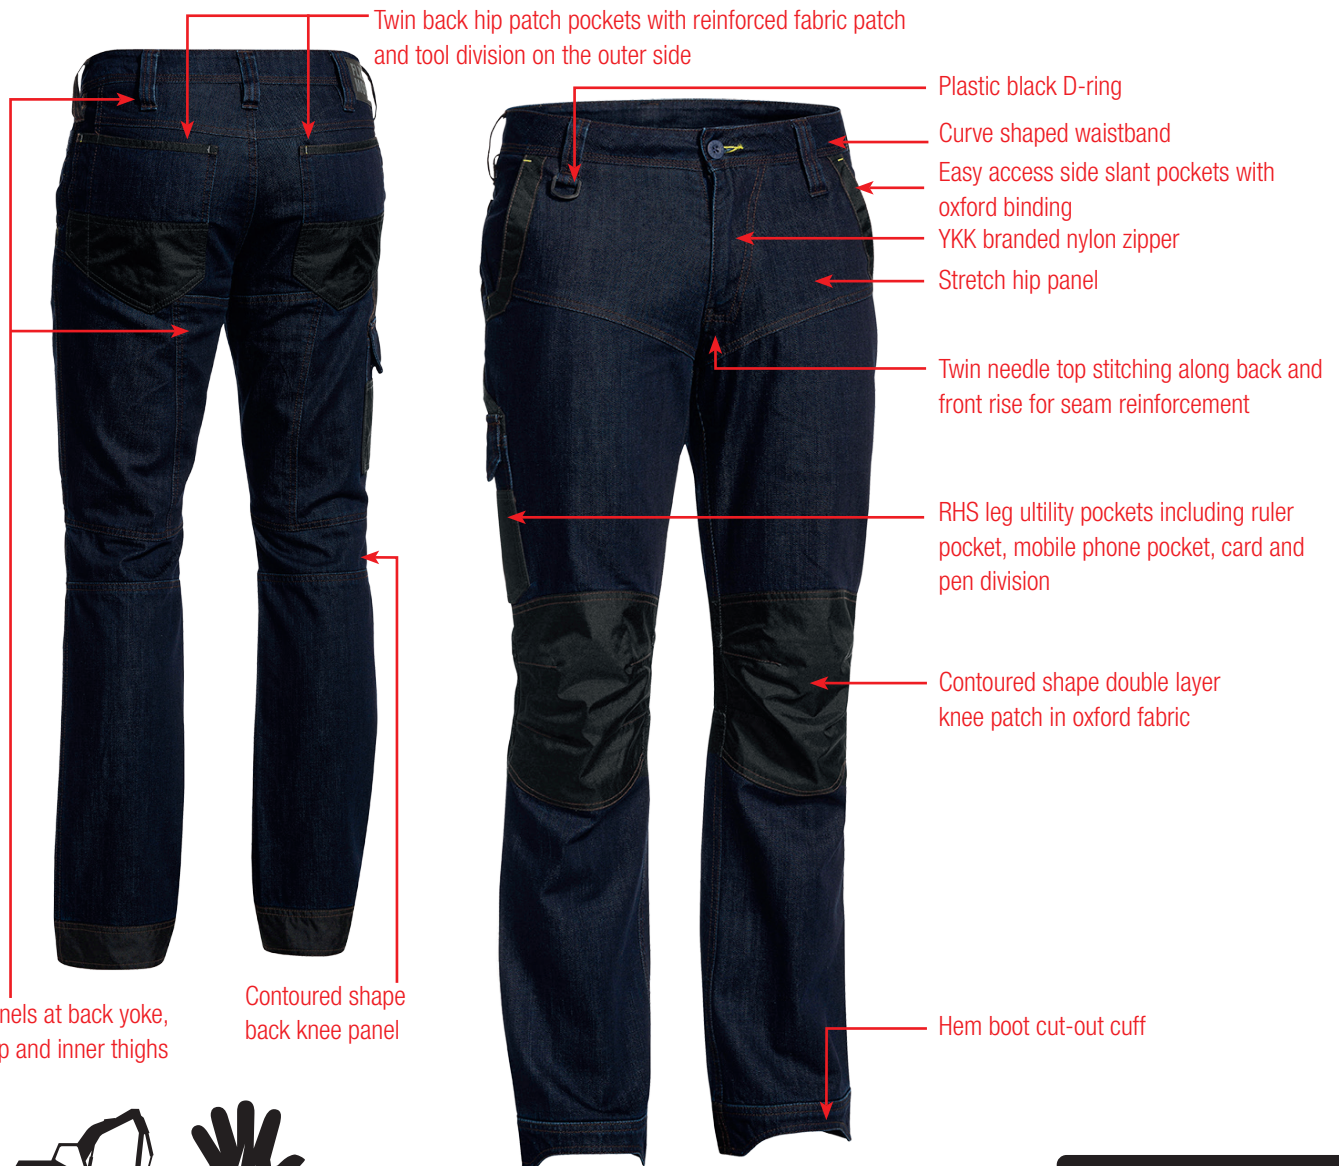 Twin back hip patch pockets with reinforced fabric patch
and tool division on the outer side
Plastic black D-ring
Curve shaped waistband
Easy access side slant pockets with
oxford binding
YKK branded nylon zipper
Stretch hip panel
Twin needle top stitching along back and
front rise for seam reinforcement
RHS leg ultility pockets including ruler
pocket, mobile phone pocket, card and
pen division
Contoured shape double layer
knee patch in oxford fabric
Hem boot cut-out cuff
Contoured shape
back knee panel
at back yoke,
and inner thighs